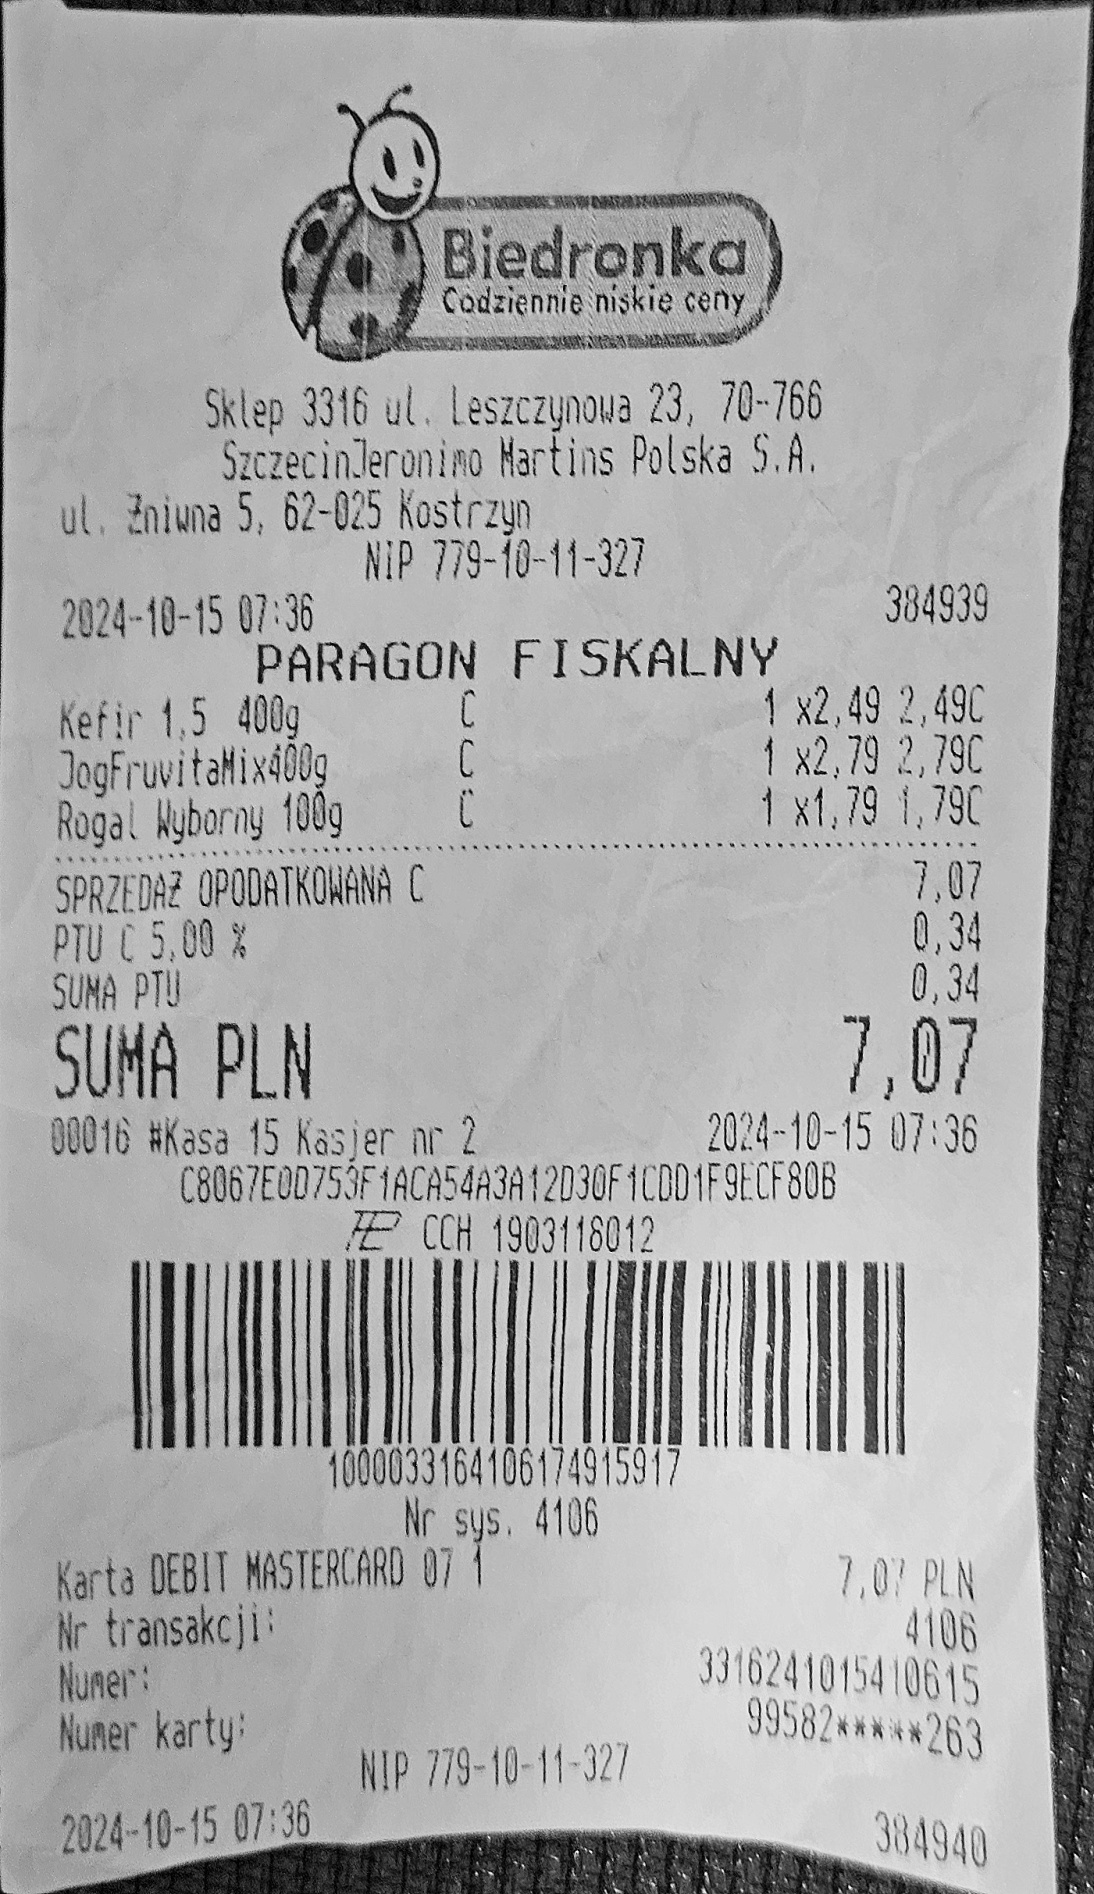 Biedronka
Codziennie niskie ceny
Sklep 3316 ul. Leszczynowa 23, 70-766
SzczecinJeronimo Martins Polska S.A.
ul. Żniwna 5, 62-025 Kostrzyn
NIP 779-10-11-327
2024-10-15 07:36 384939
PARAGON FISKALNY
Kefir 1,5 400g C 1 x2,49 2,49C
JogFruvitaMix400g C 1 x2,79 2,79C
Rogal Wyborny 100g C 1 x1,79 1,79C
SPRZEDAŻ OPODATKOWANA C 7,07
PTU C 5,00 % 0,34
SUMA PTU 0,34
SUMA PLN 7,07
00016 #Kasa 15 Kasjer nr 2 2024-10-15 07:36
C8067E0D753F1ACA54A3A12D30F1CDD1F9ECF80B
CCH 1903118012
1000033164106174915917
Nr sys. 4106
Karta DEBIT MASTERCARD 07 1 7,07 PLN
Nr transakcji: 4106
Numer: 3316241015410615
Numer karty: 99582*****263
NIP 779-10-11-327
2024-10-15 07:36 384940